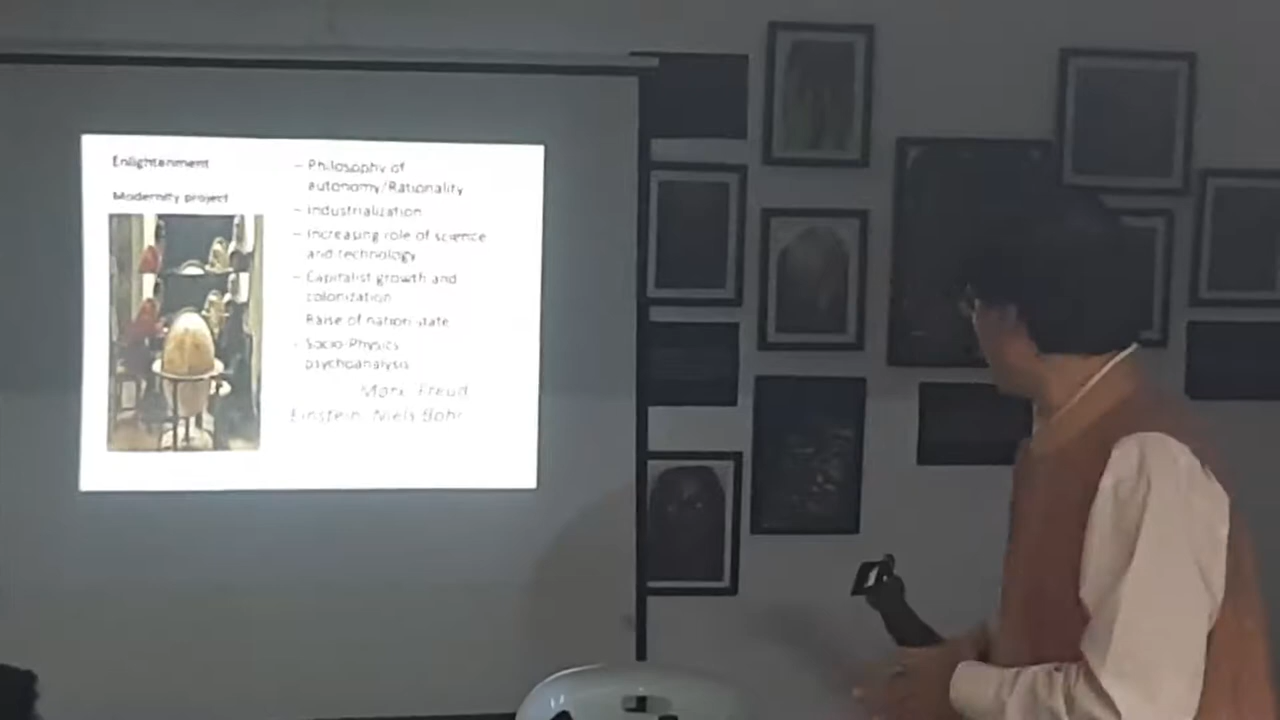 Enlightenment
Modernity project
– Philosophy of
autonomy/Rationality
– Industrialization
– Increasing role of science
and technology
– Capitalist growth and
colonization
Raise of nation state
- Socio-Physics
psychoanalysis
Marx, Freud
Einstein, Niels Bohr